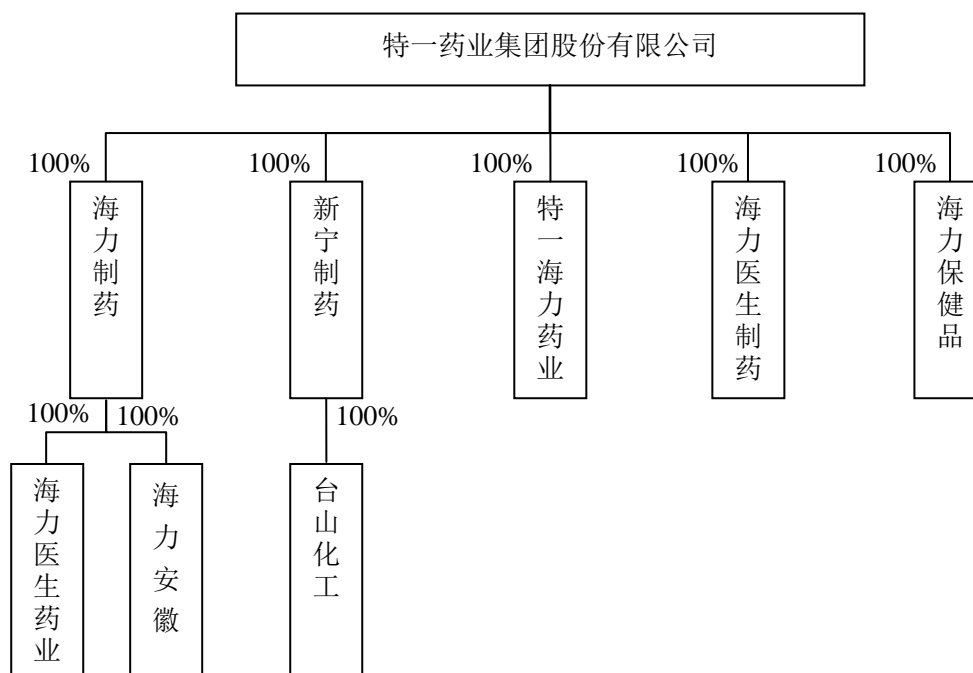 特一药业集团股份有限公司
100%
100%
100%
100%
100%
海力制药
新宁制药
特一海力药业
海力医生制药
海力保健品
100%
100%
100%
海力医生药业
海力安徽
台山化工